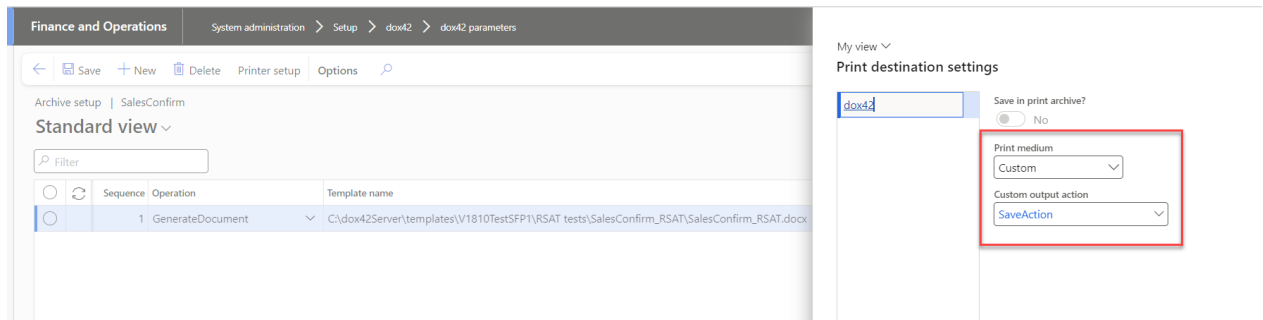 Finance and Operations
System administration > Setup > dox42 > dox42 parameters
Save New Delete Printer setup Options
Archive setup | SalesConfirm
Standard view
Filter
Sequence Operation Template name
1 GenerateDocument C:\dox42Server\templates\V1810TestSFP1\RSAT tests\SalesConfirm_RSAT\SalesConfirm_RSAT.docx
My view
Print destination settings
dox42
Save in print archive?
No
Print medium
Custom
Custom output action
SaveAction